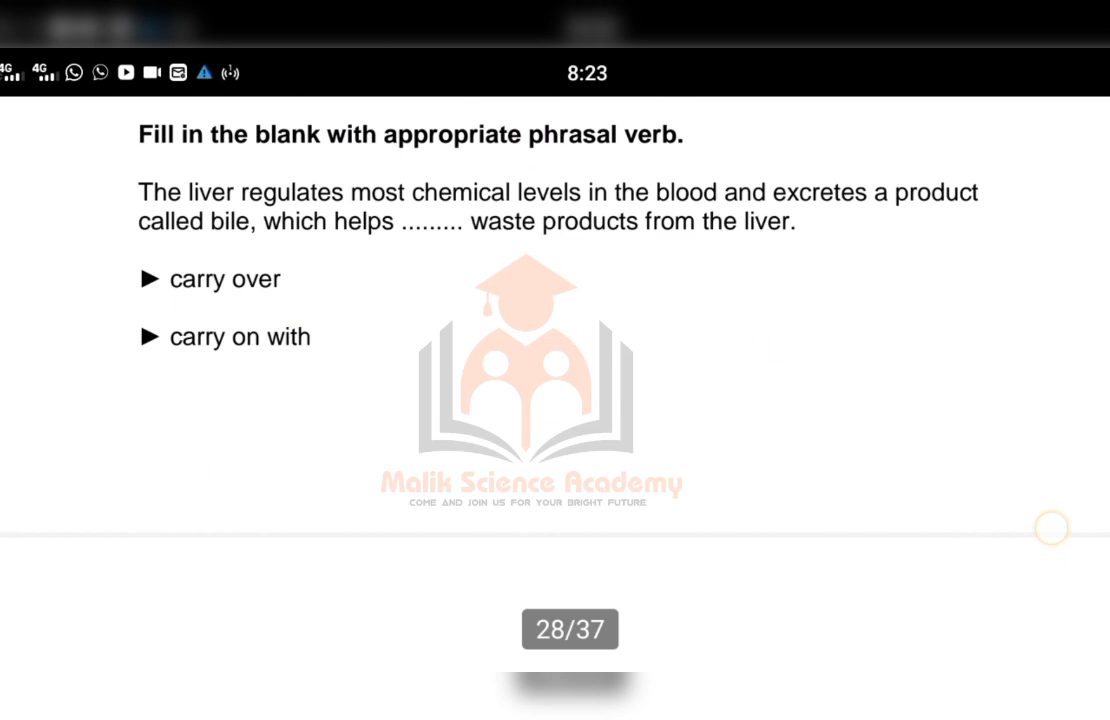 4G 4G 8:23
Fill in the blank with appropriate phrasal verb.
The liver regulates most chemical levels in the blood and excretes a product
called bile, which helps ......... waste products from the liver.
► carry over
► carry on with
Malik Science Academy
COME AND JOIN US FOR YOUR BRIGHT FUTURE
28/37